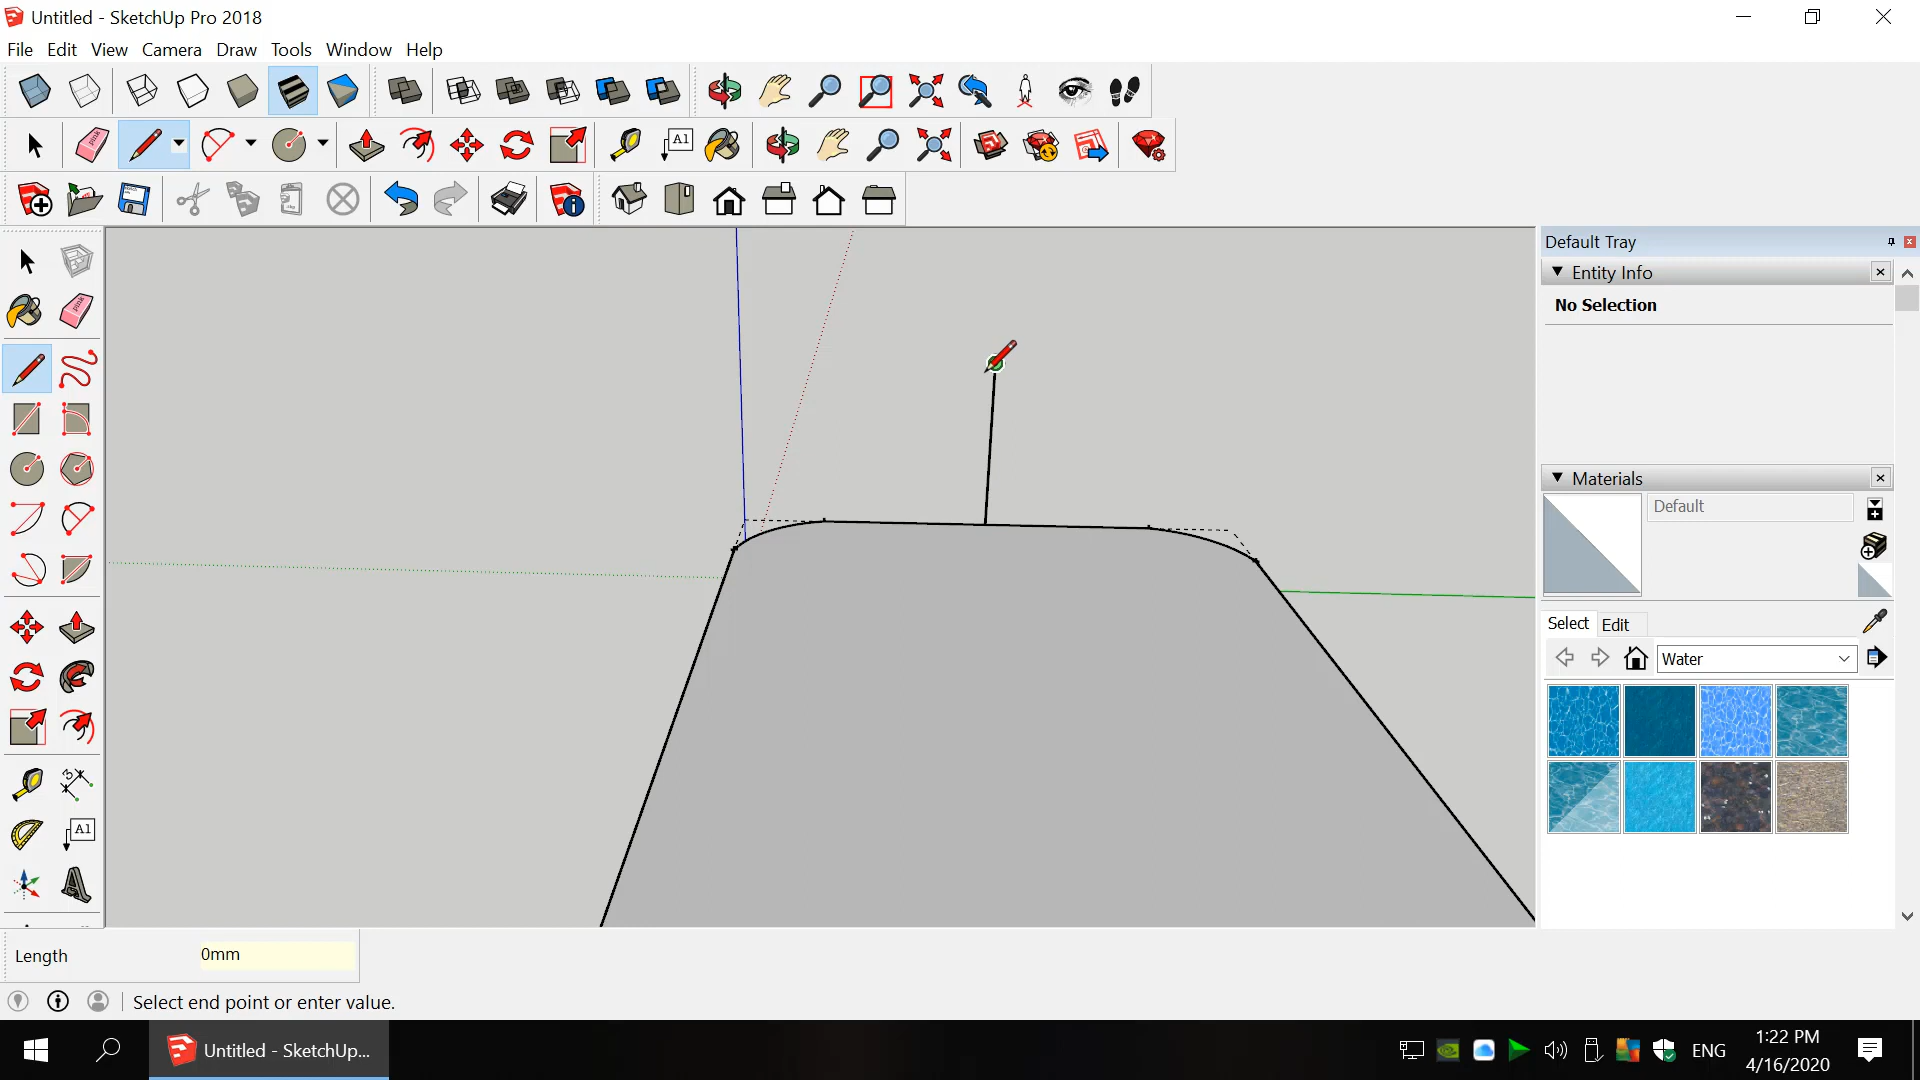 Untitled - SketchUp Pro 2018
File Edit View Camera Draw Tools Window Help
A1
Default Tray
Entity Info
No Selection
Materials
Default
Select Edit
Water
A1
Length 0mm
Select end point or enter value.
Untitled - SketchUp...
ENG
1:22 PM
4/16/2020